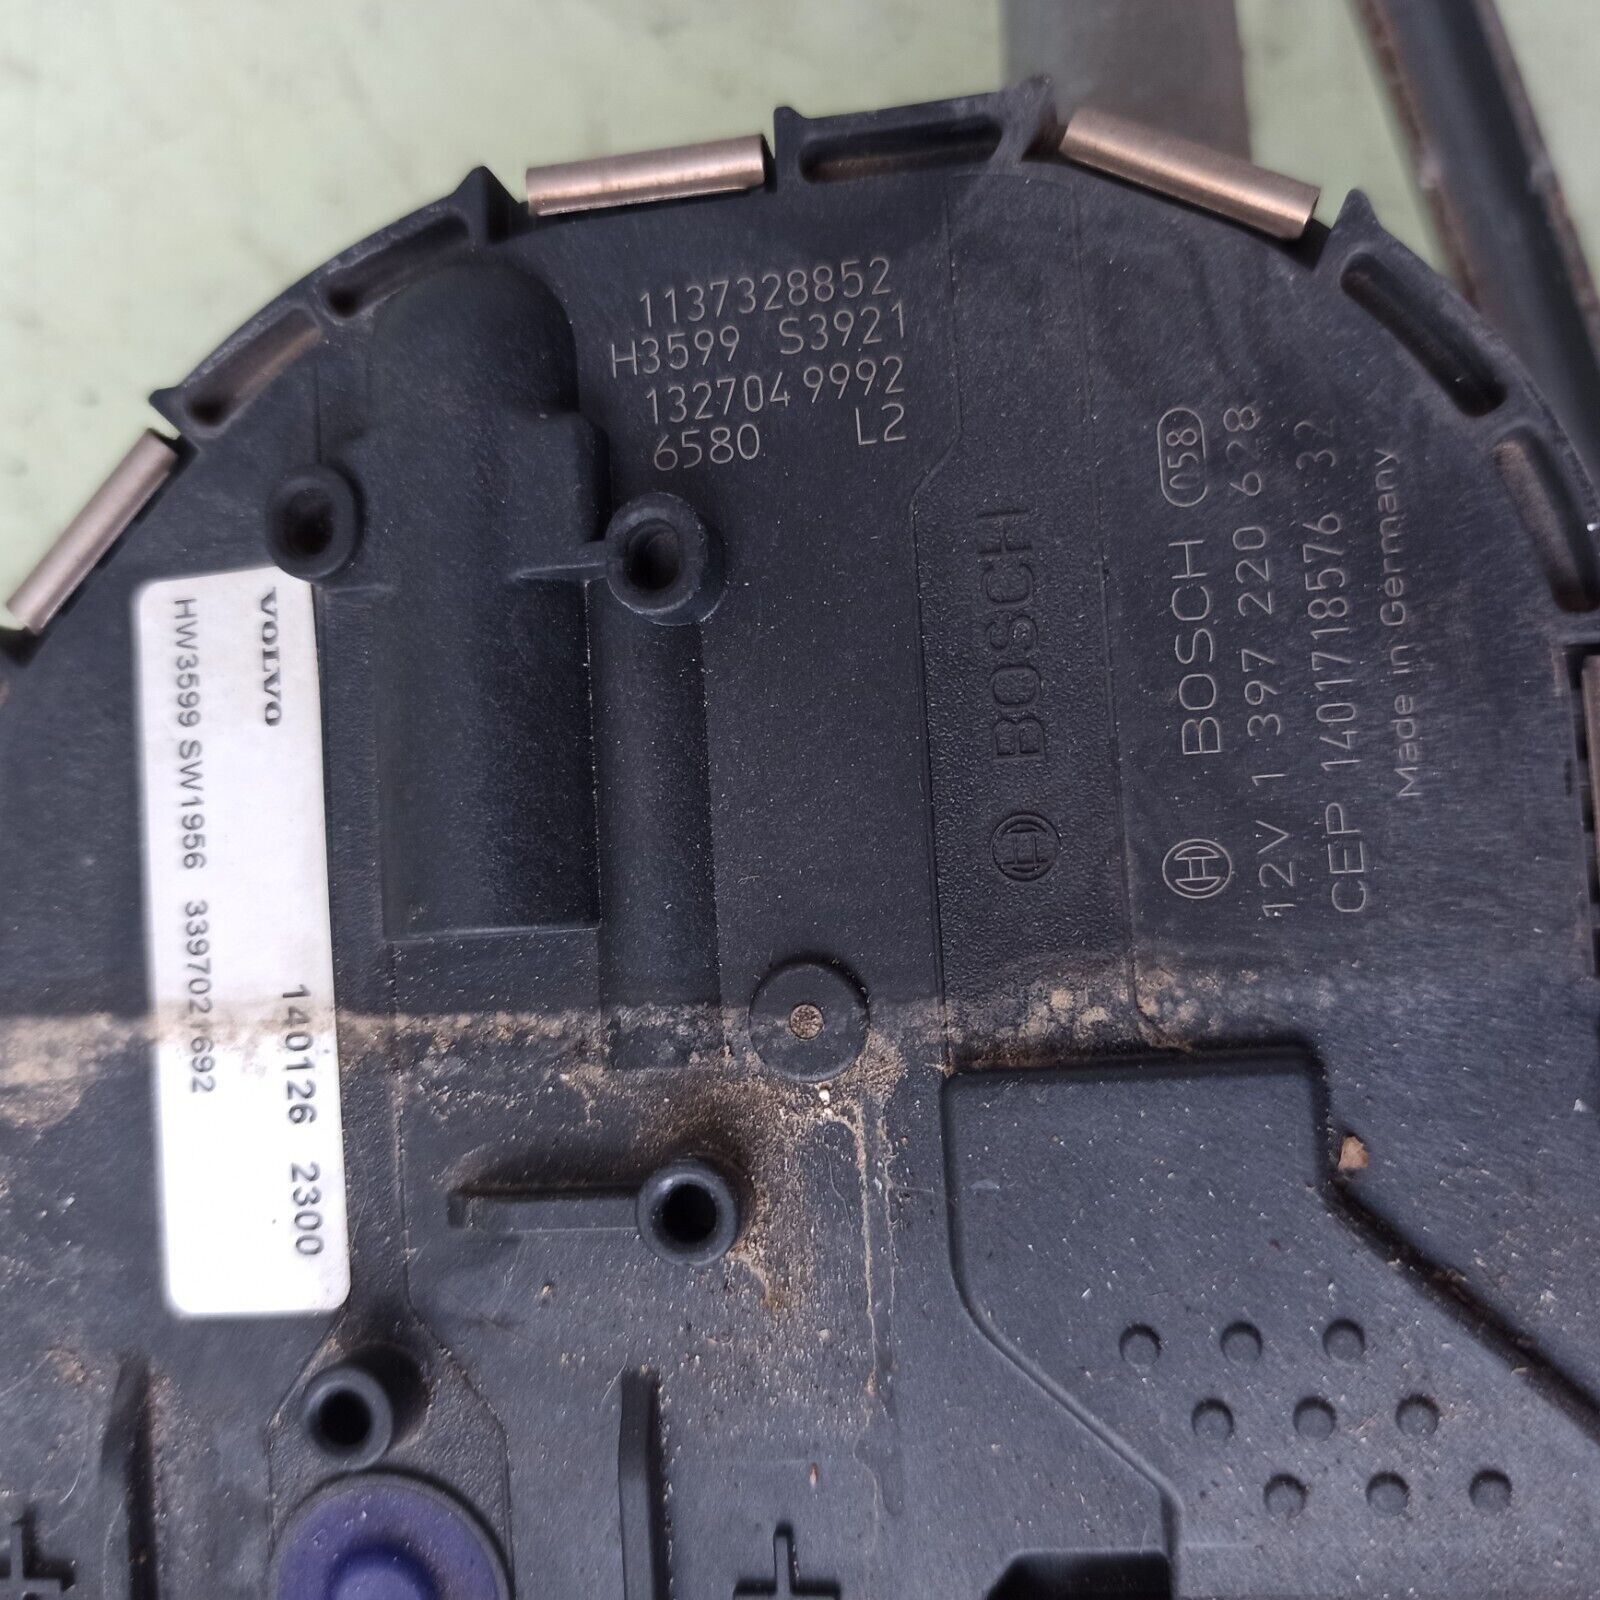 1137328852
H3599 S3921
1327049992
6580 L2
VOLVO
HW3599 SW1956 3397021692
140126 2300
BOSCH
BOSCH 058
12V 1 397 220 628
CEP 1401718576 32
Made in Germany